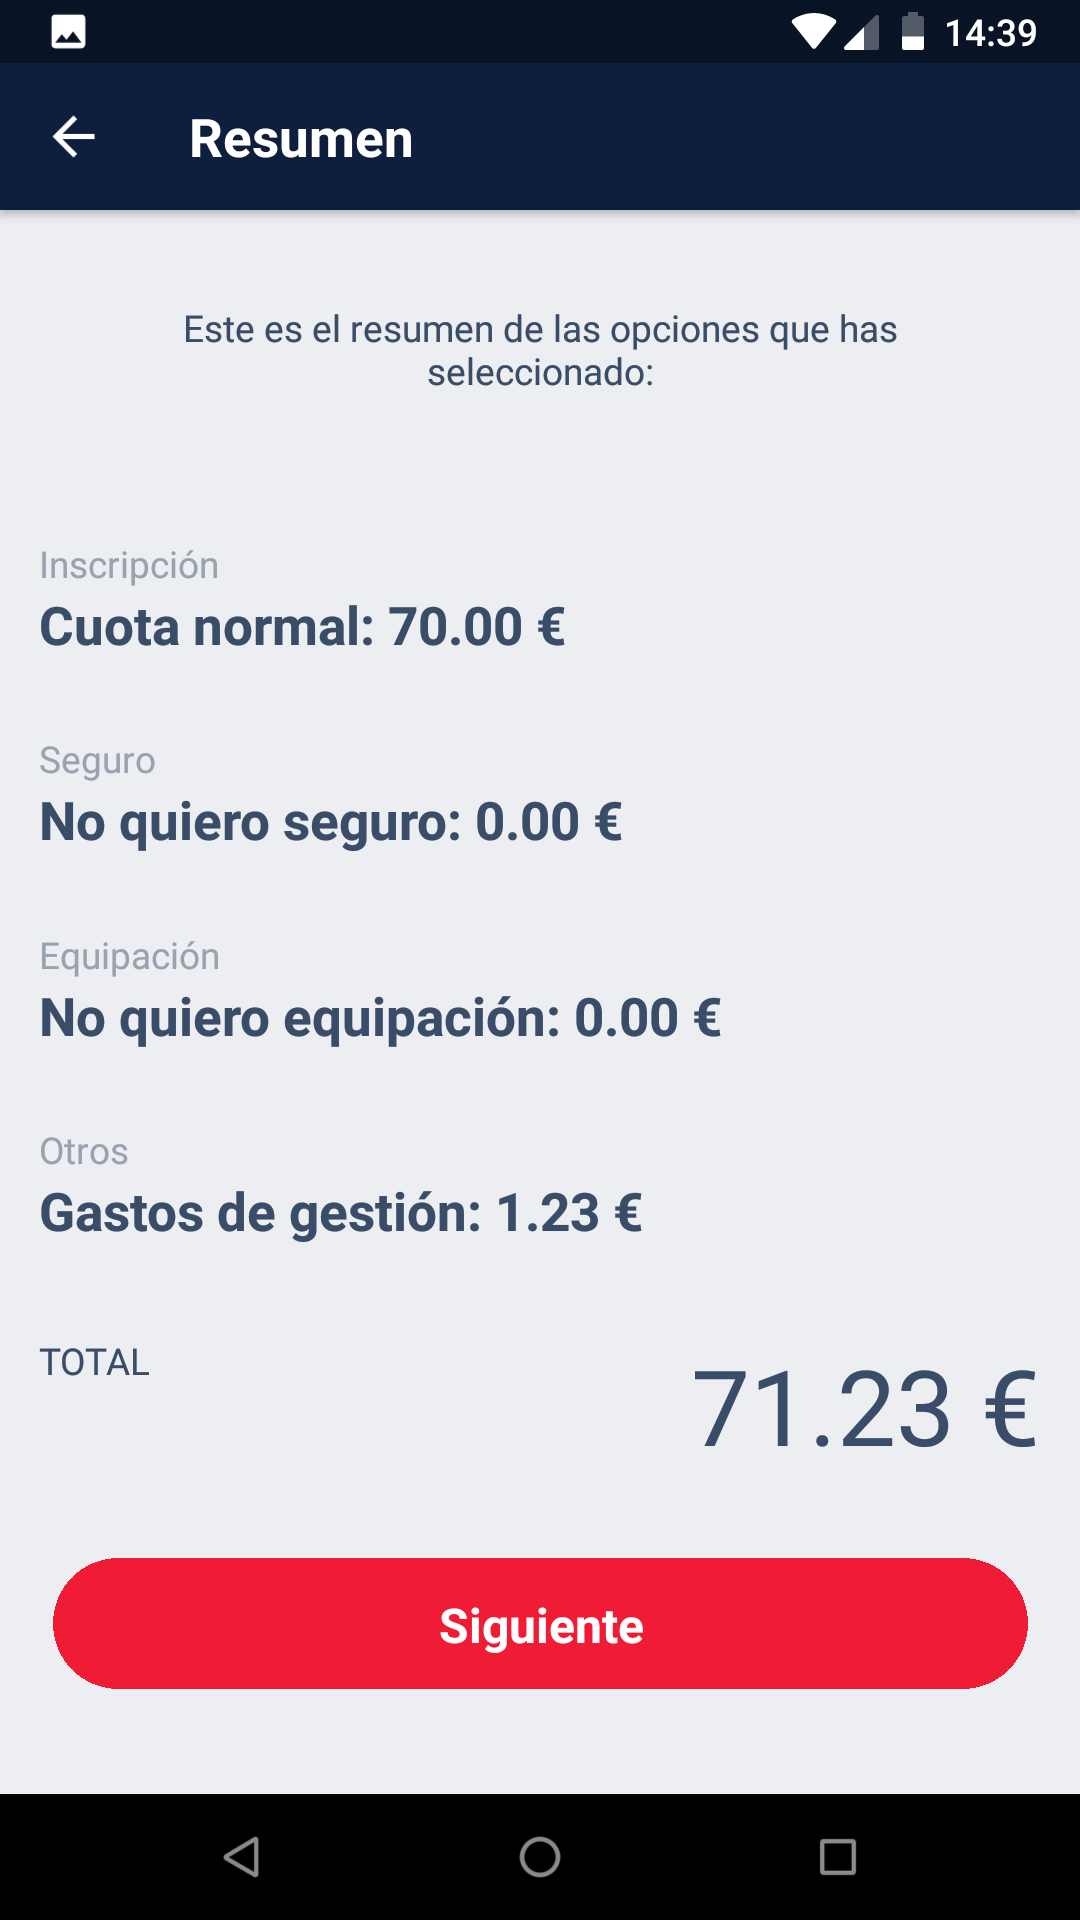 14:39
Resumen
Este es el resumen de las opciones que has
seleccionado:
Inscripción
Cuota normal: 70.00 €
Seguro
No quiero seguro: 0.00 €
Equipación
No quiero equipación: 0.00 €
Otros
Gastos de gestión: 1.23 €
TOTAL
71.23 €
Siguiente